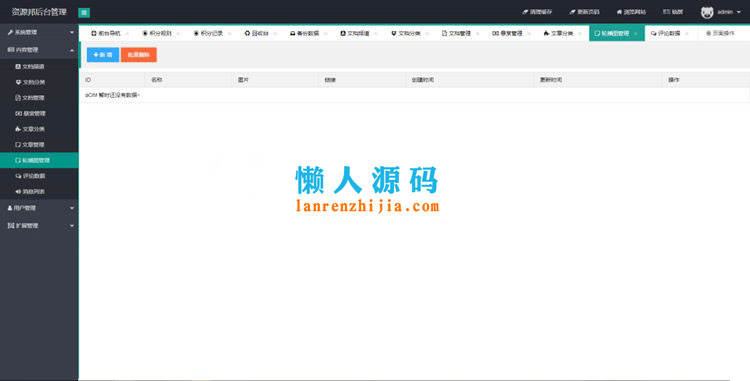 资源邦后台管理
清理缓存 更新页码 浏览网站 锁屏 admin
系统管理
前台导航 积分规则 积分记录 回收站 备份数据 文档频道 文档分类 文档管理 悬赏管理 文章分类 轮播图管理 评论数据 页面操作
内容管理
+新增 批量删除
文档频道
文档分类
文档管理
悬赏管理
文章分类
文章管理
轮播图管理
评论数据
消息列表
用户管理
扩展管理
ID 名称 图片 链接 创建时间 更新时间 操作
aOh! 暂时还没有数据~
懒人源码
lanrenzhijia.com